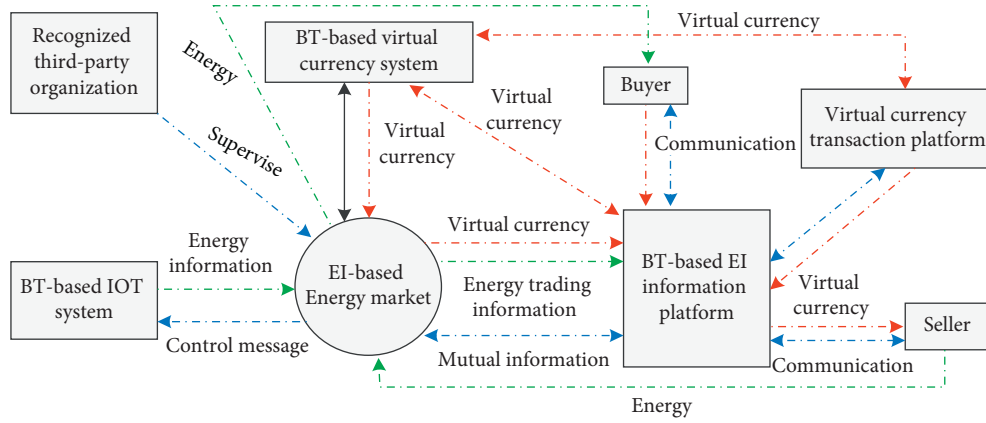 Recognized
third-party
organization
Energy
BT-based virtual
currency system
Virtual currency
Buyer
Virtual currency
transaction platform
Supervise
Virtual
currency
Virtual
currency
Communication
Energy
information
BT-based IOT
system
Control message
EI-based
Energy market
Virtual currency
Energy trading
information
Mutual information
BT-based EI
information
platform
Virtual
currency
Seller
Communication
Energy